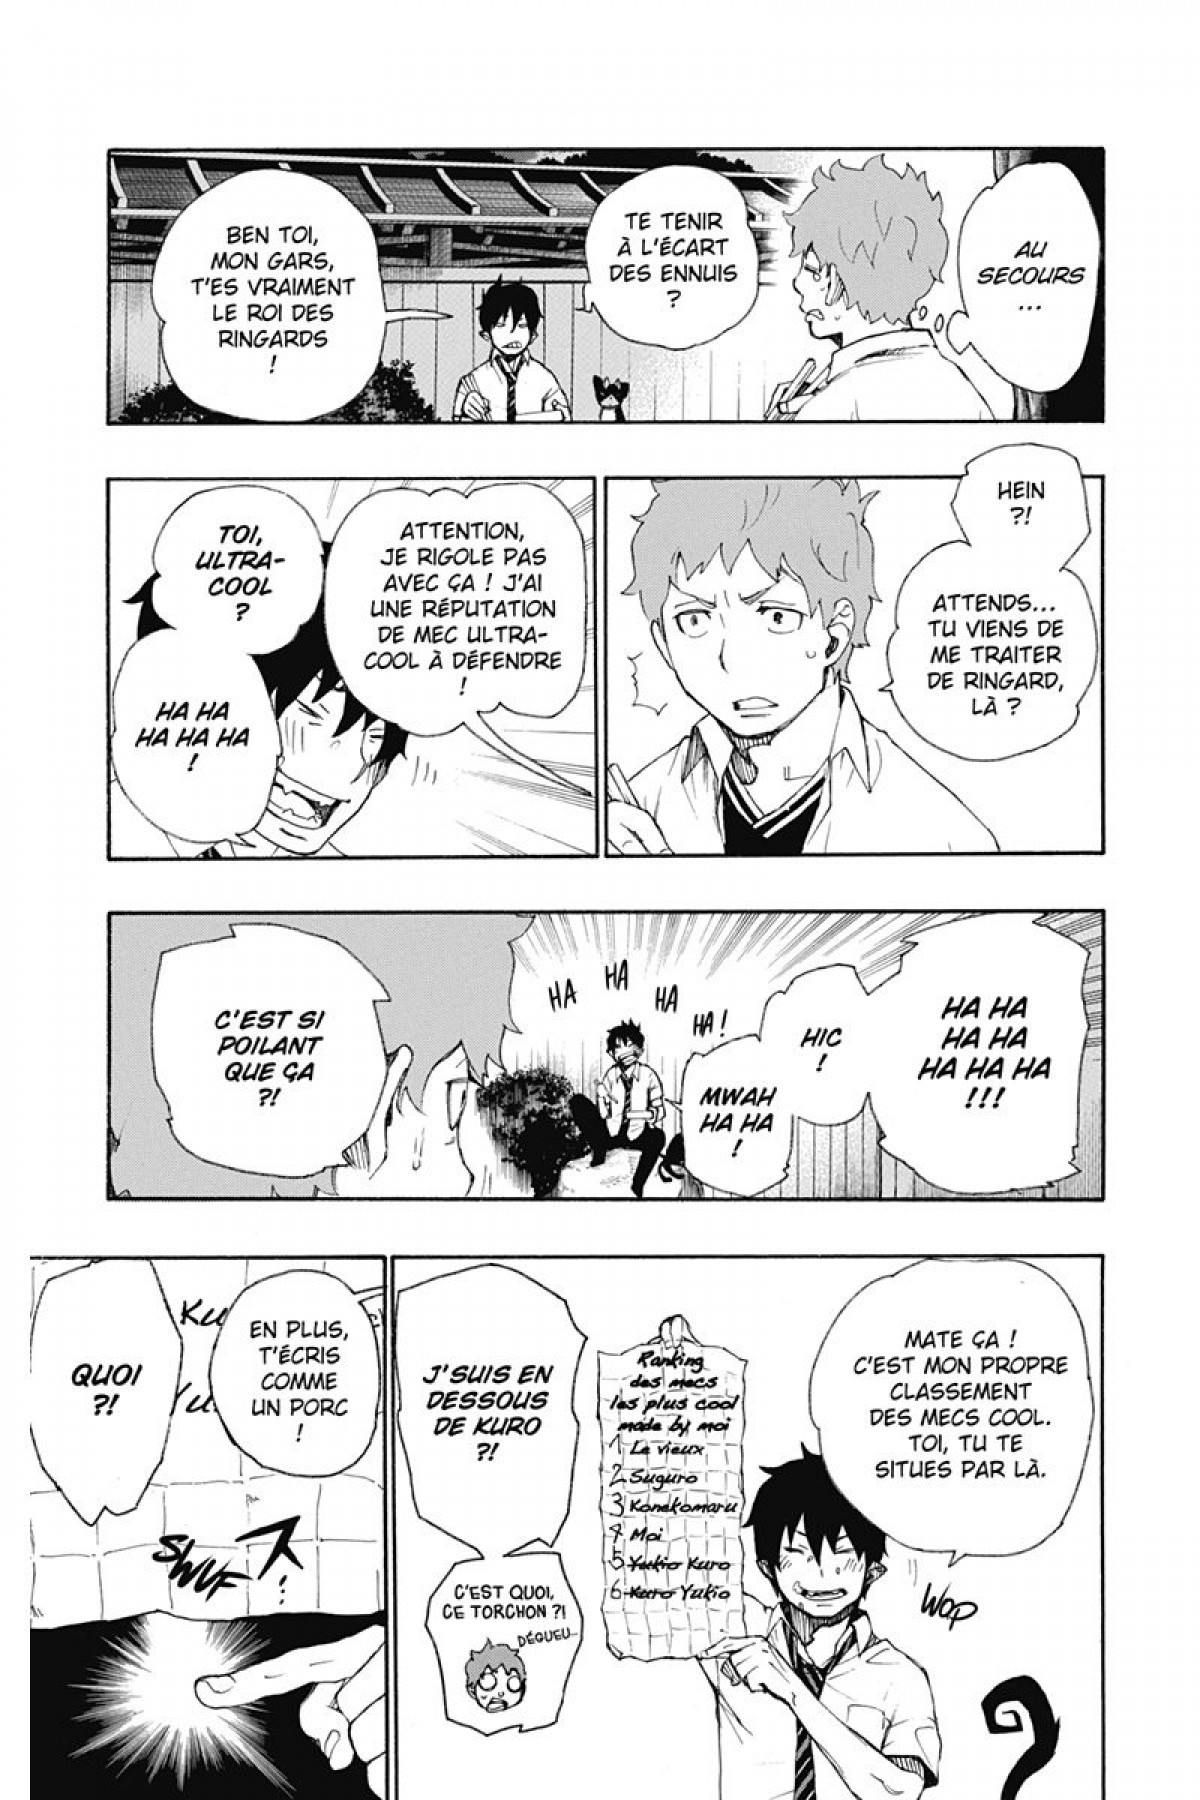 AU
SECOURS
...
TE TENIR
À L'ÉCART
DES ENNUIS
?
BEN TOI,
MON GARS,
T'ES VRAIMENT
LE ROI DES
RINGARDS
!
HEIN
?!
ATTENDS...
TU VIENS DE
ME TRAITER
DE RINGARD,
LÀ ?
ATTENTION,
JE RIGOLE PAS
AVEC ÇA ! J'AI
UNE RÉPUTATION
DE MEC ULTRA-
COOL À DÉFENDRE
!
TOI,
ULTRA-
COOL
?
HA HA
HA HA HA
!
HA HA
HA HA
HA HA HA
!!!
HIC
!
MWAH
HA HA
!
HA HA HA HA !
C'EST SI
POILANT
QUE ÇA
?!
MATE ÇA !
C'EST MON PROPRE
CLASSEMENT
DES MECS COOL.
TOI, TU TE
SITUES PAR LÀ.
Ranking
des mecs
les plus cool
made by moi
1 Le vieux
2 Suguro
3 Konekomaru
4 Moi
5 Yukio Kuro
6 Kuro Yukio
WOP
J'SUIS EN
DESSOUS
DE KURO
?!
C'EST QUOI,
CE TORCHON ?!
DÉGUEU...
EN PLUS,
T'ÉCRIS
COMME
UN PORC
!
Ku
Yu
QUOI
?!
SWUF
ス